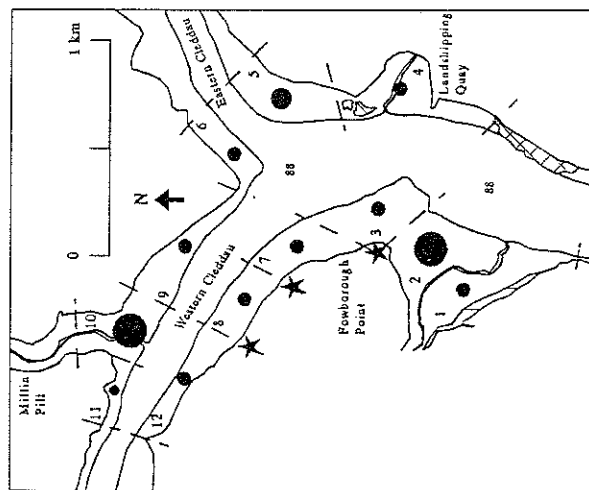 1 km
0
N
Millin
Pill
Eastern Cleddau
Western Cleddau
Landshipping
Quay
Fowborough
Point
1
2
3
4
5
6
7
8
9
10
11
12
88
88